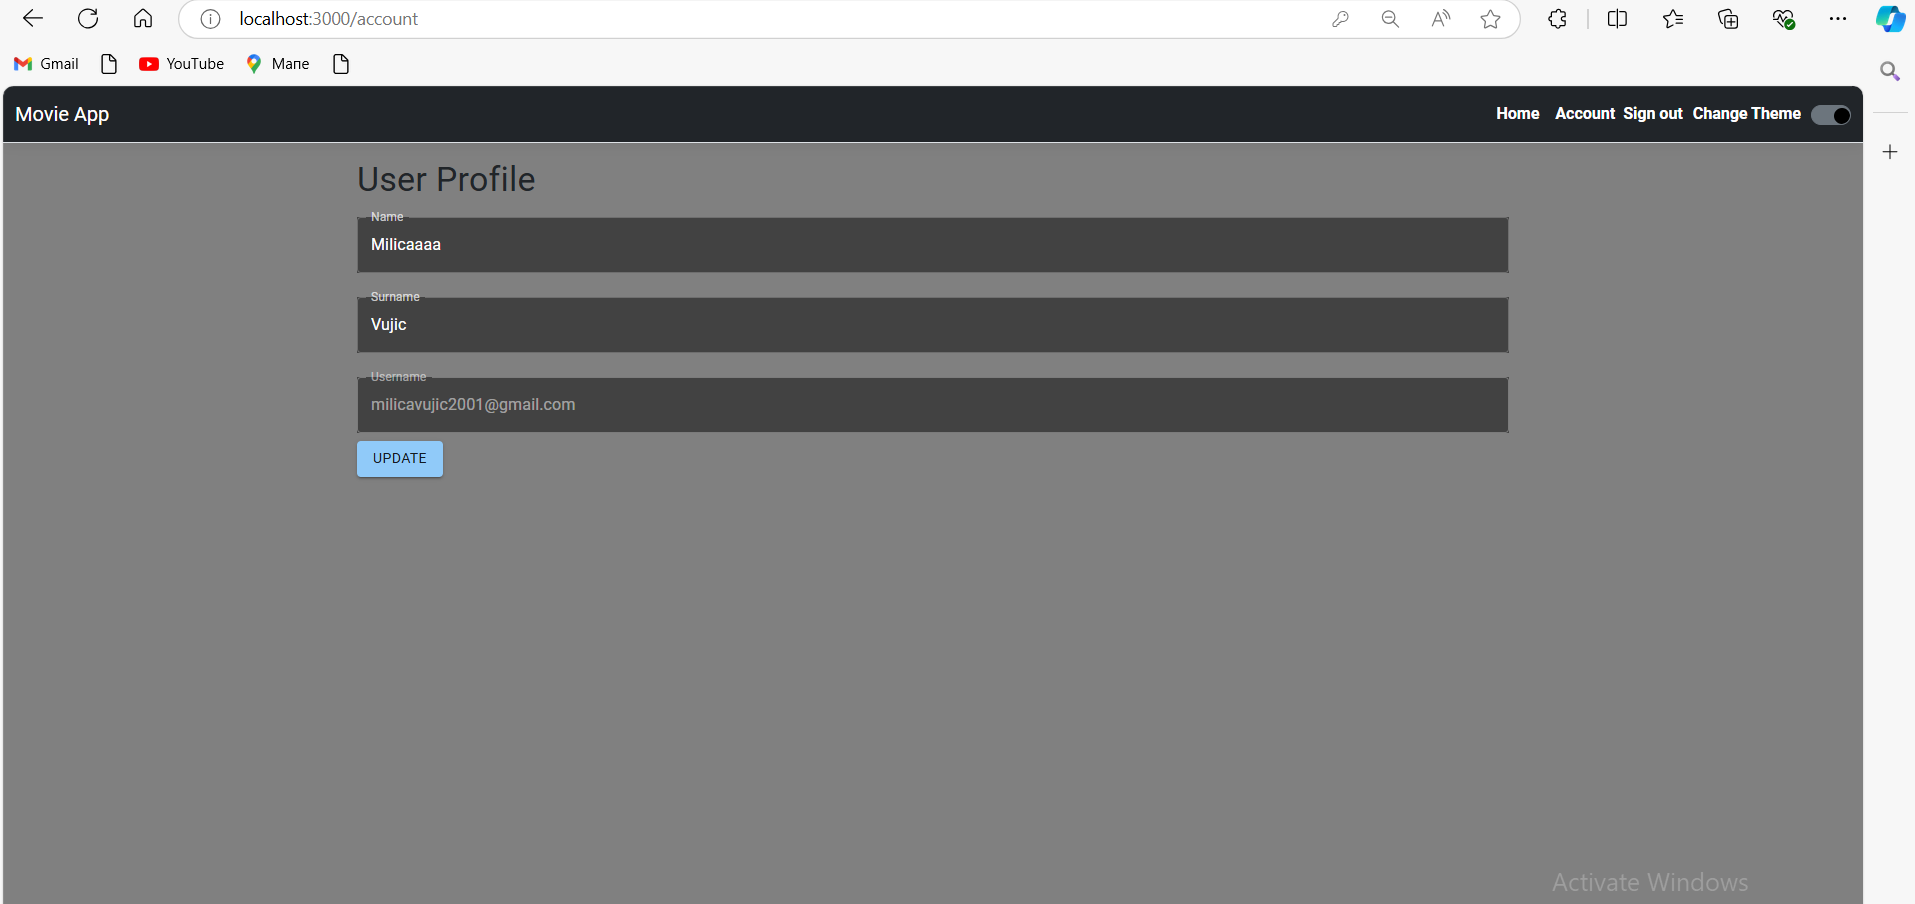 localhost:3000/account
Gmail YouTube Мапе
Movie App Home Account Sign out Change Theme
User Profile
Name
Milicaaaa
Surname
Vujic
Username
milicavujic2001@gmail.com
UPDATE
Activate Windows